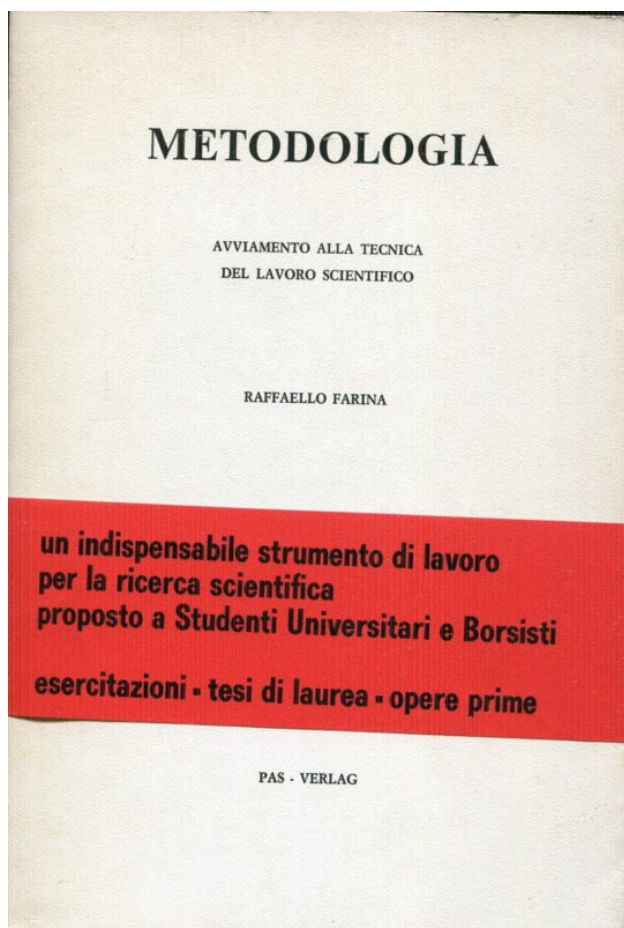 METODOLOGIA
AVVIAMENTO ALLA TECNICA
DEL LAVORO SCIENTIFICO
RAFFAELLO FARINA
un indispensabile strumento di lavoro
per la ricerca scientifica
proposto a Studenti Universitari e Borsisti
esercitazioni ▪ tesi di laurea ▪ opere prime
PAS - VERLAG